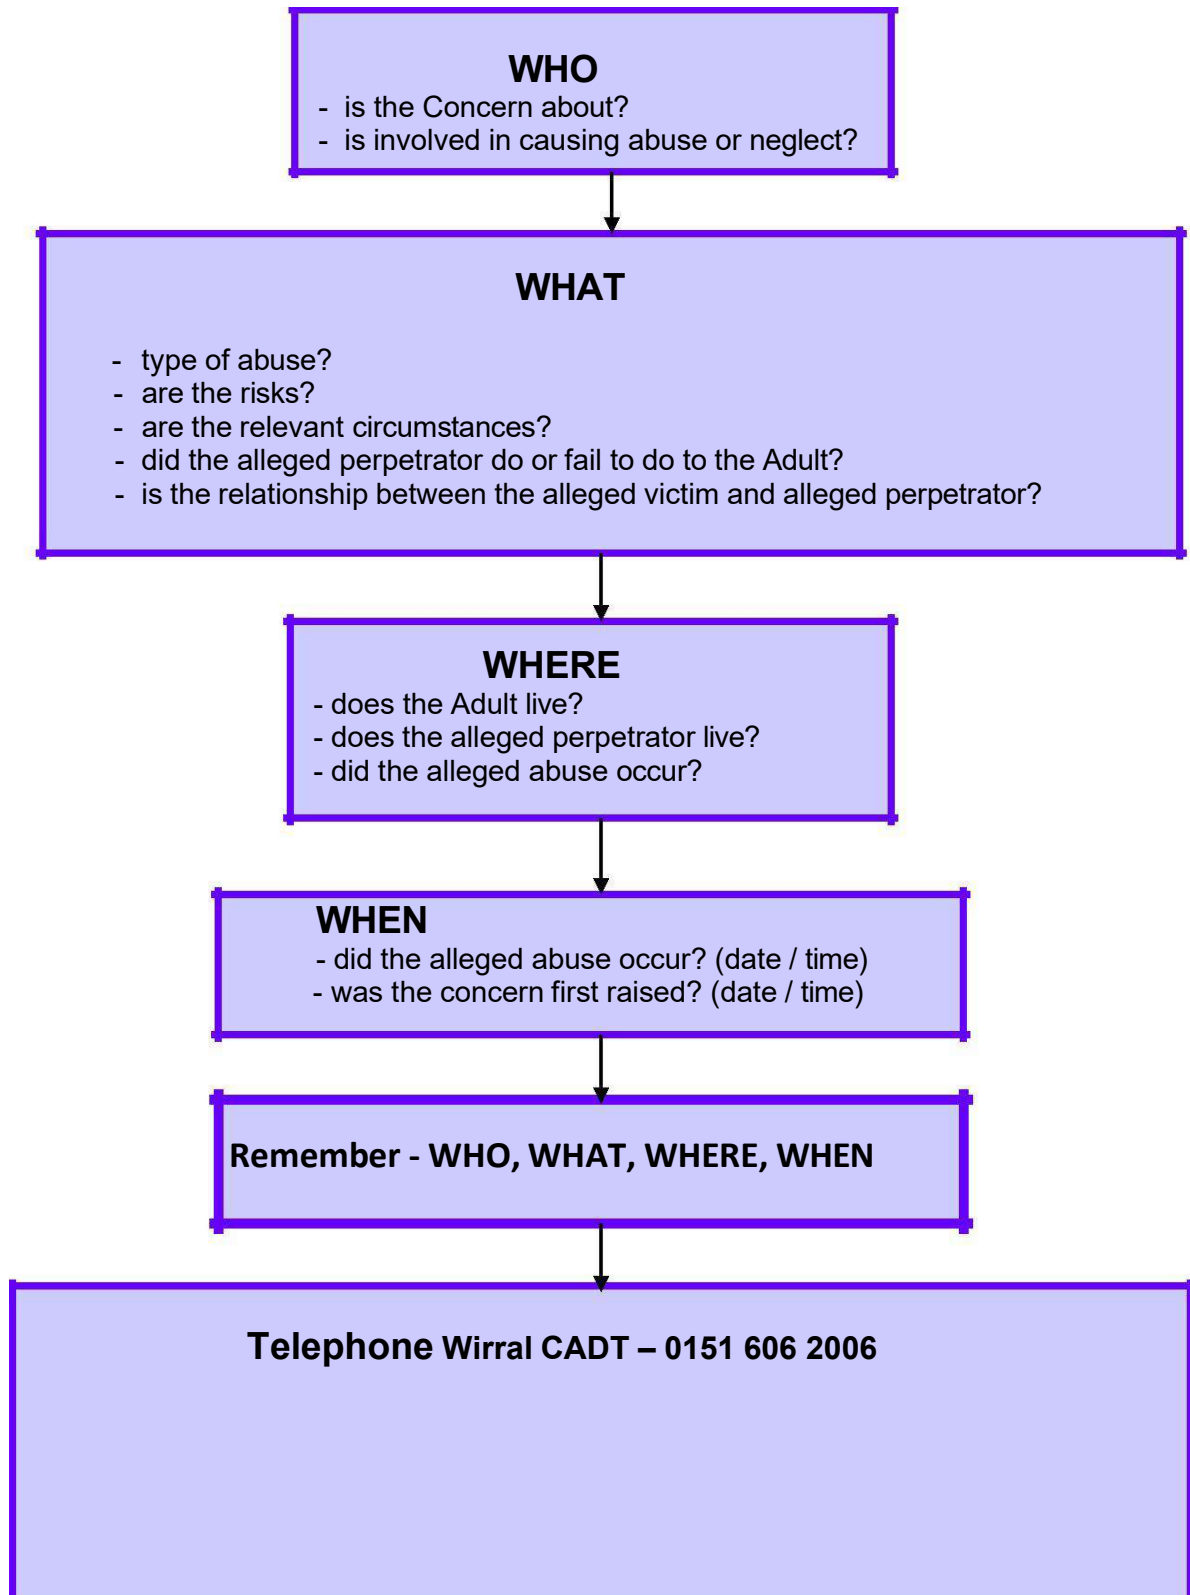 WHO
- is the Concern about?
- is involved in causing abuse or neglect?
WHAT
- type of abuse?
- are the risks?
- are the relevant circumstances?
- did the alleged perpetrator do or fail to do to the Adult?
- is the relationship between the alleged victim and alleged perpetrator?
WHERE
- does the Adult live?
- does the alleged perpetrator live?
- did the alleged abuse occur?
WHEN
- did the alleged abuse occur? (date / time)
- was the concern first raised? (date / time)
Remember - WHO, WHAT, WHERE, WHEN
Telephone Wirral CADT – 0151 606 2006